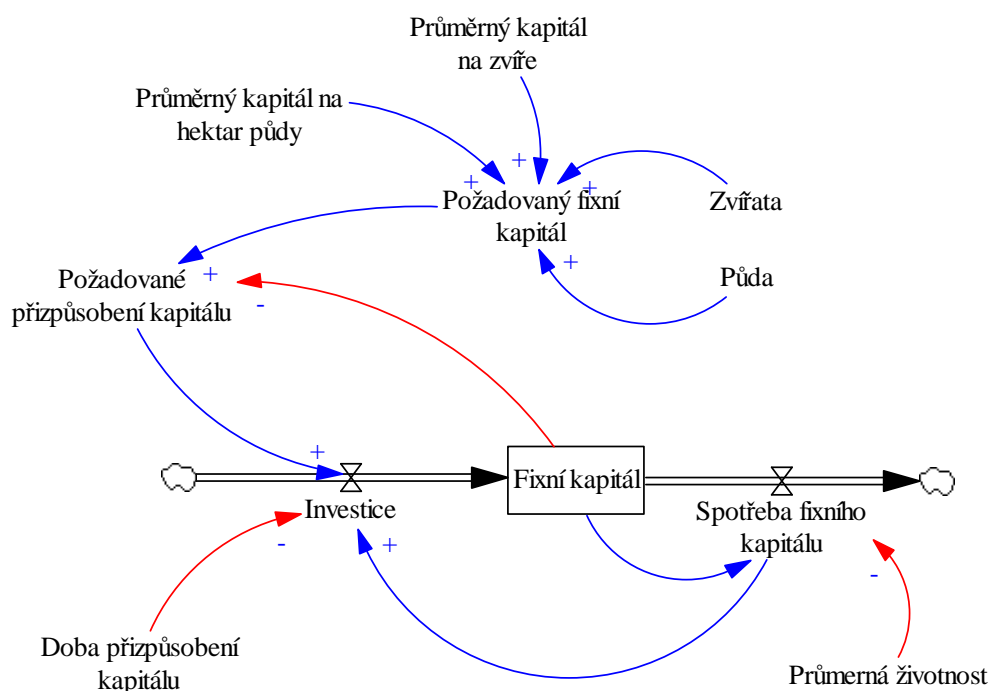 Průměrný kapitál
na zvíře
Průměrný kapitál na
hektar půdy
+
+
+
Požadovaný fixní
kapitál
Zvířata
+
Půda
Požadované
přizpůsobení kapitálu
+
-
+
Fixní kapitál
Investice
-
+
Spotřeba fixního
kapitálu
-
Doba přizpůsobení
kapitálu
Průmerná životnost